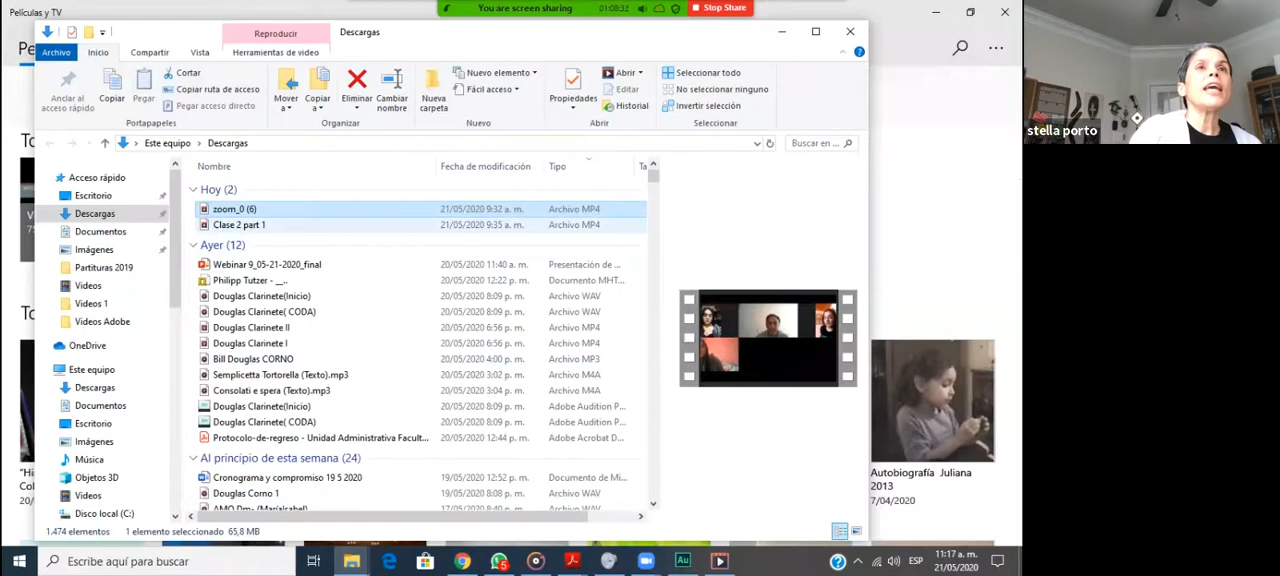 Películas y TV
You are screen sharing
01:08:33
Stop Share
Reproducir
Descargas
Archivo
Inicio
Compartir
Vista
Herramientas de video
Anclar al acceso rápido
Copiar
Pegar
Cortar
Copiar ruta de acceso
Pegar acceso directo
Portapapeles
Mover a
Copiar a
Eliminar
Cambiar nombre
Organizar
Nueva carpeta
Nuevo elemento
Fácil acceso
Nuevo
Propiedades
Abrir
Editar
Historial
Abrir
Seleccionar todo
No seleccionar ninguno
Invertir selección
Seleccionar
stella porto
Este equipo > Descargas
Buscar en ...
Nombre
Fecha de modificación
Tipo
Ta
Acceso rápido
Escritorio
Descargas
Documentos
Imágenes
Partituras 2019
Videos
Videos 1
Videos Adobe
OneDrive
Este equipo
Descargas
Documentos
Escritorio
Imágenes
Música
Objetos 3D
Videos
Disco local (C:)
Hoy (2)
zoom_0 (6) 21/05/2020 9:32 a. m. Archivo MP4
Clase 2 part 1 21/05/2020 9:35 a. m. Archivo MP4
Ayer (12)
Webinar 9_05-21-2020_final 20/05/2020 11:40 a. m. Presentación de ...
Philipp Tutzer - __.. 20/05/2020 12:22 p. m. Documento MHT...
Douglas Clarinete(Inicio) 20/05/2020 8:09 p. m. Archivo WAV
Douglas Clarinete( CODA) 20/05/2020 8:09 p. m. Archivo WAV
Douglas Clarinete II 20/05/2020 6:56 p. m. Archivo MP4
Douglas Clarinete I 20/05/2020 6:56 p. m. Archivo MP4
Bill Douglas CORNO 20/05/2020 4:00 p. m. Archivo MP3
Semplicetta Tortorella (Texto).mp3 20/05/2020 3:02 p. m. Archivo M4A
Consolati e spera (Texto).mp3 20/05/2020 3:04 p. m. Archivo M4A
Douglas Clarinete(Inicio) 20/05/2020 8:09 p. m. Adobe Audition P...
Douglas Clarinete( CODA) 20/05/2020 8:09 p. m. Adobe Audition P...
Protocolo-de-regreso - Unidad Administrativa Facult... 20/05/2020 12:44 p. m. Adobe Acrobat D...
Al principio de esta semana (24)
Cronograma y compromiso 19 5 2020 19/05/2020 12:52 p. m. Documento de Mi...
Douglas Corno 1 19/05/2020 8:08 p. m. Archivo WAV
Autobiografía Juliana
2013
7/04/2020
1.474 elementos 1 elemento seleccionado 65,8 MB
Escribe aquí para buscar
ESP
11:17 a. m.
21/05/2020